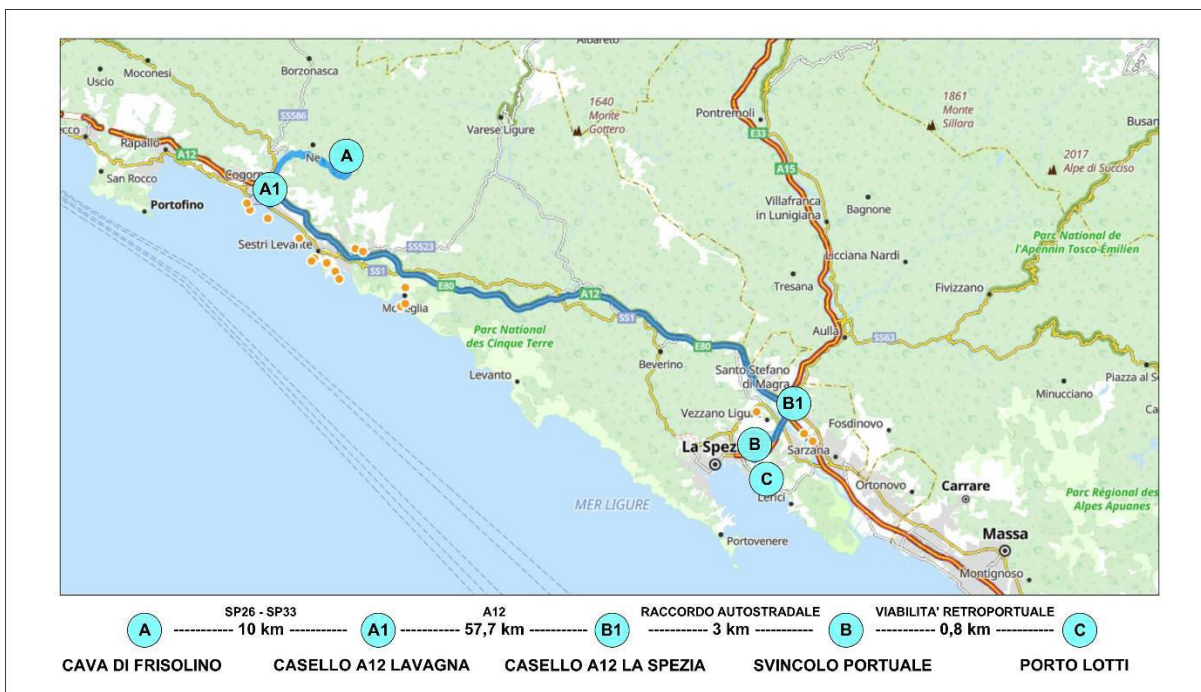 Albareto
Uscio
Moconesi
Borzonasca
Pontremoli
1640
Monte
Gottero
1861
Monte
Sillara
Busan
SS586
Varese Ligure
E33
ecco
Rapallo
A12
Ne
A
A15
2017
Alpe di Succiso
San Rocco
Cogorn
A1
Villafranca
in Lunigiana
Bagnone
Portofino
Parc National de
l'Apennin Tosco-Émilien
Sestri Levante
SS523
SS1
Licciana Nardi
Tresana
Fivizzano
E80
A12
Mo
eglia
SS1
Parc National
des Cinque Terre
Aulla
SS63
E80
Beverino
Levanto
Santo Stefano
di Magra
Minucciano
Piazza al S
B1
Vezzano Ligu
Fosdinovo
B
La Spez
Sarzana
C
Ortonovo
Carrare
Lerici
MER LIGURE
Parc Régional des
Alpes Apuanes
Portovenere
Massa
Montignoso
SP26 - SP33
A12
RACCORDO AUTOSTRADALE
VIABILITA' RETROPORTUALE
A ----------- 10 km ----------- A1 ----------- 57,7 km ----------- B1 ----------- 3 km ----------- B ----------- 0,8 km ----------- C
CAVA DI FRISOLINO
CASELLO A12 LAVAGNA
CASELLO A12 LA SPEZIA
SVINCOLO PORTUALE
PORTO LOTTI